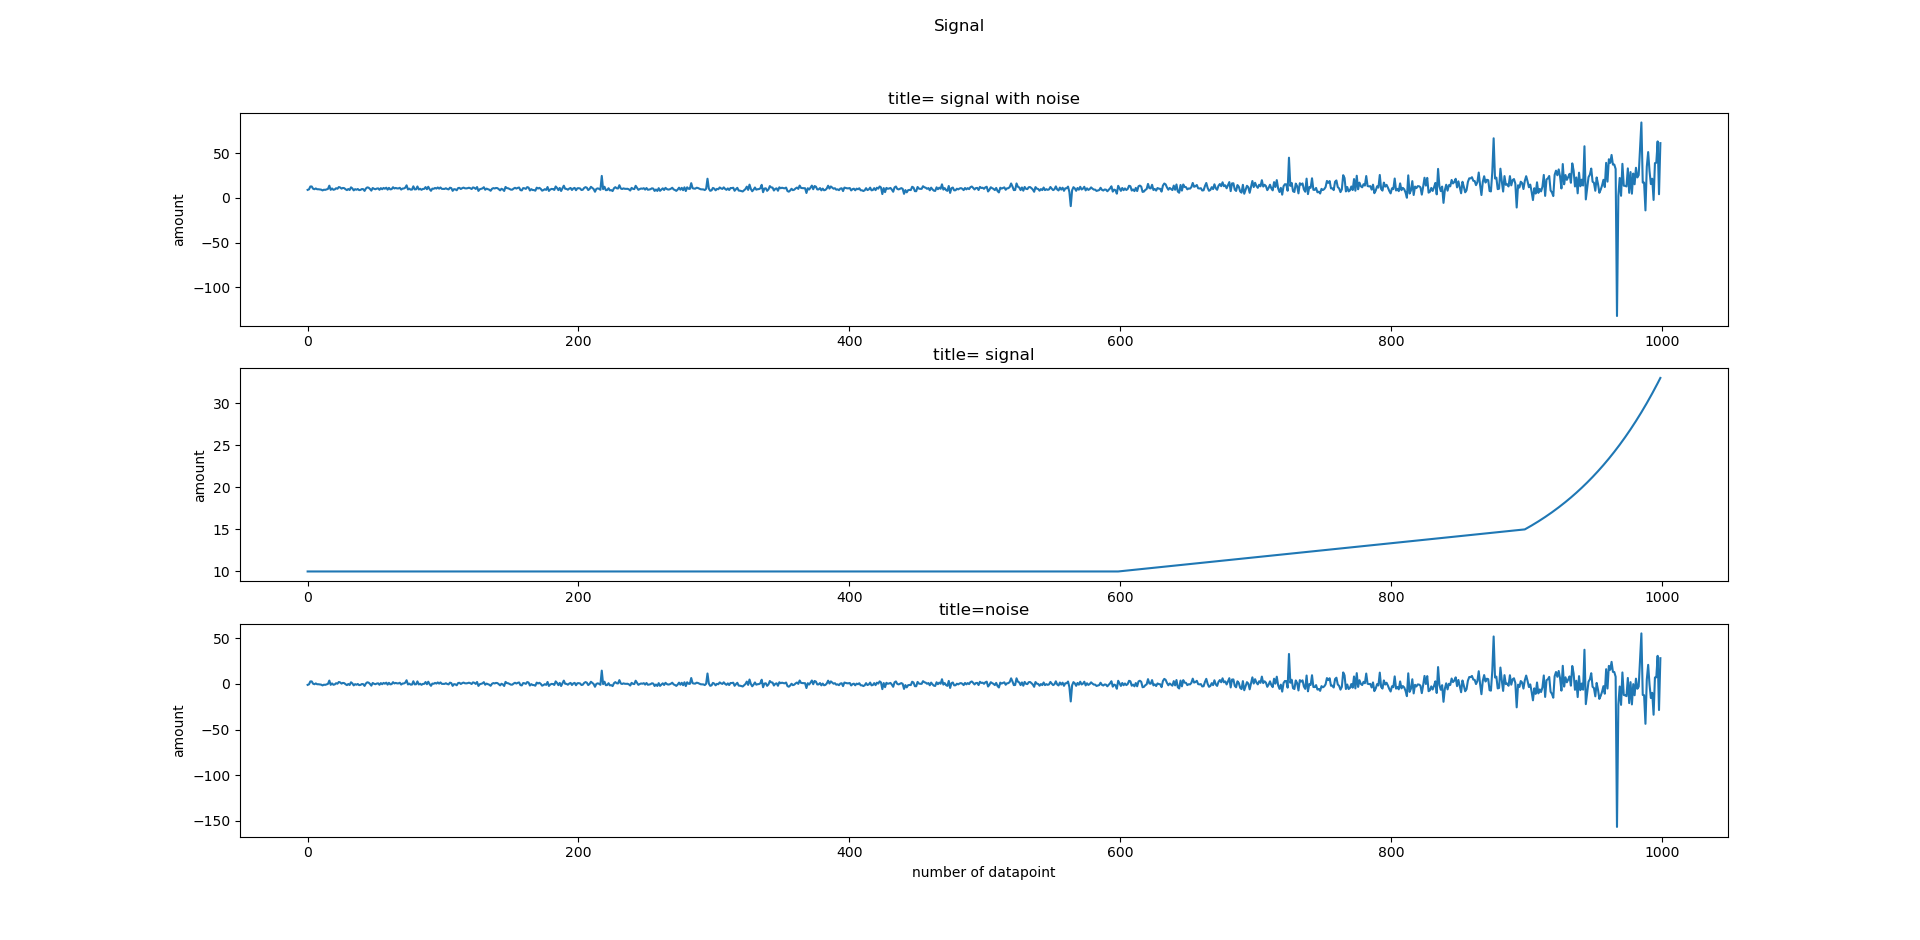 Signal
title= signal with noise
amount
50
0
−50
−100
0 200 400 600 800 1000
title= signal
amount
30
25
20
15
10
0 200 400 600 800 1000
title=noise
amount
50
0
−50
−100
−150
0 200 400 600 800 1000
number of datapoint